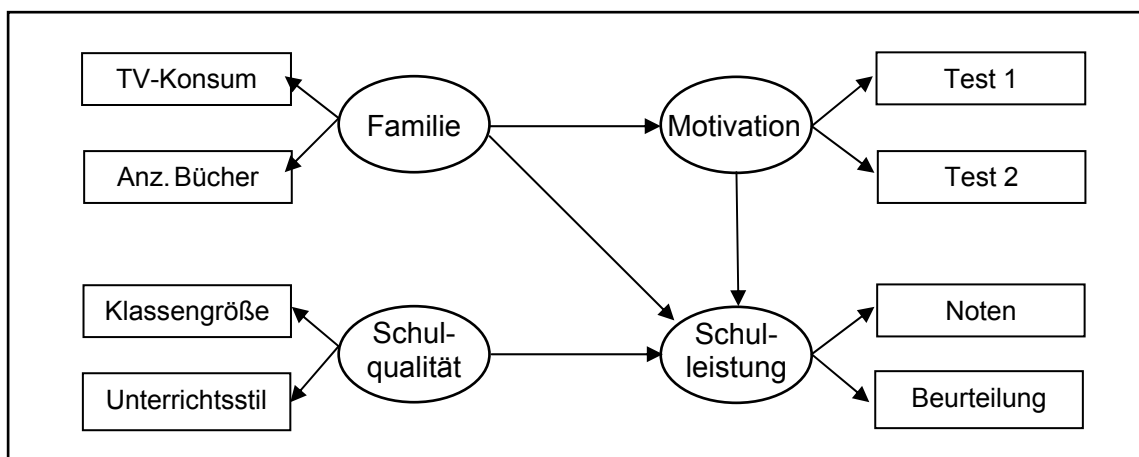 TV-Konsum
Anz. Bücher
Familie
Motivation
Test 1
Test 2
Klassengröße
Unterrichtsstil
Schul-
qualität
Schul-
leistung
Noten
Beurteilung